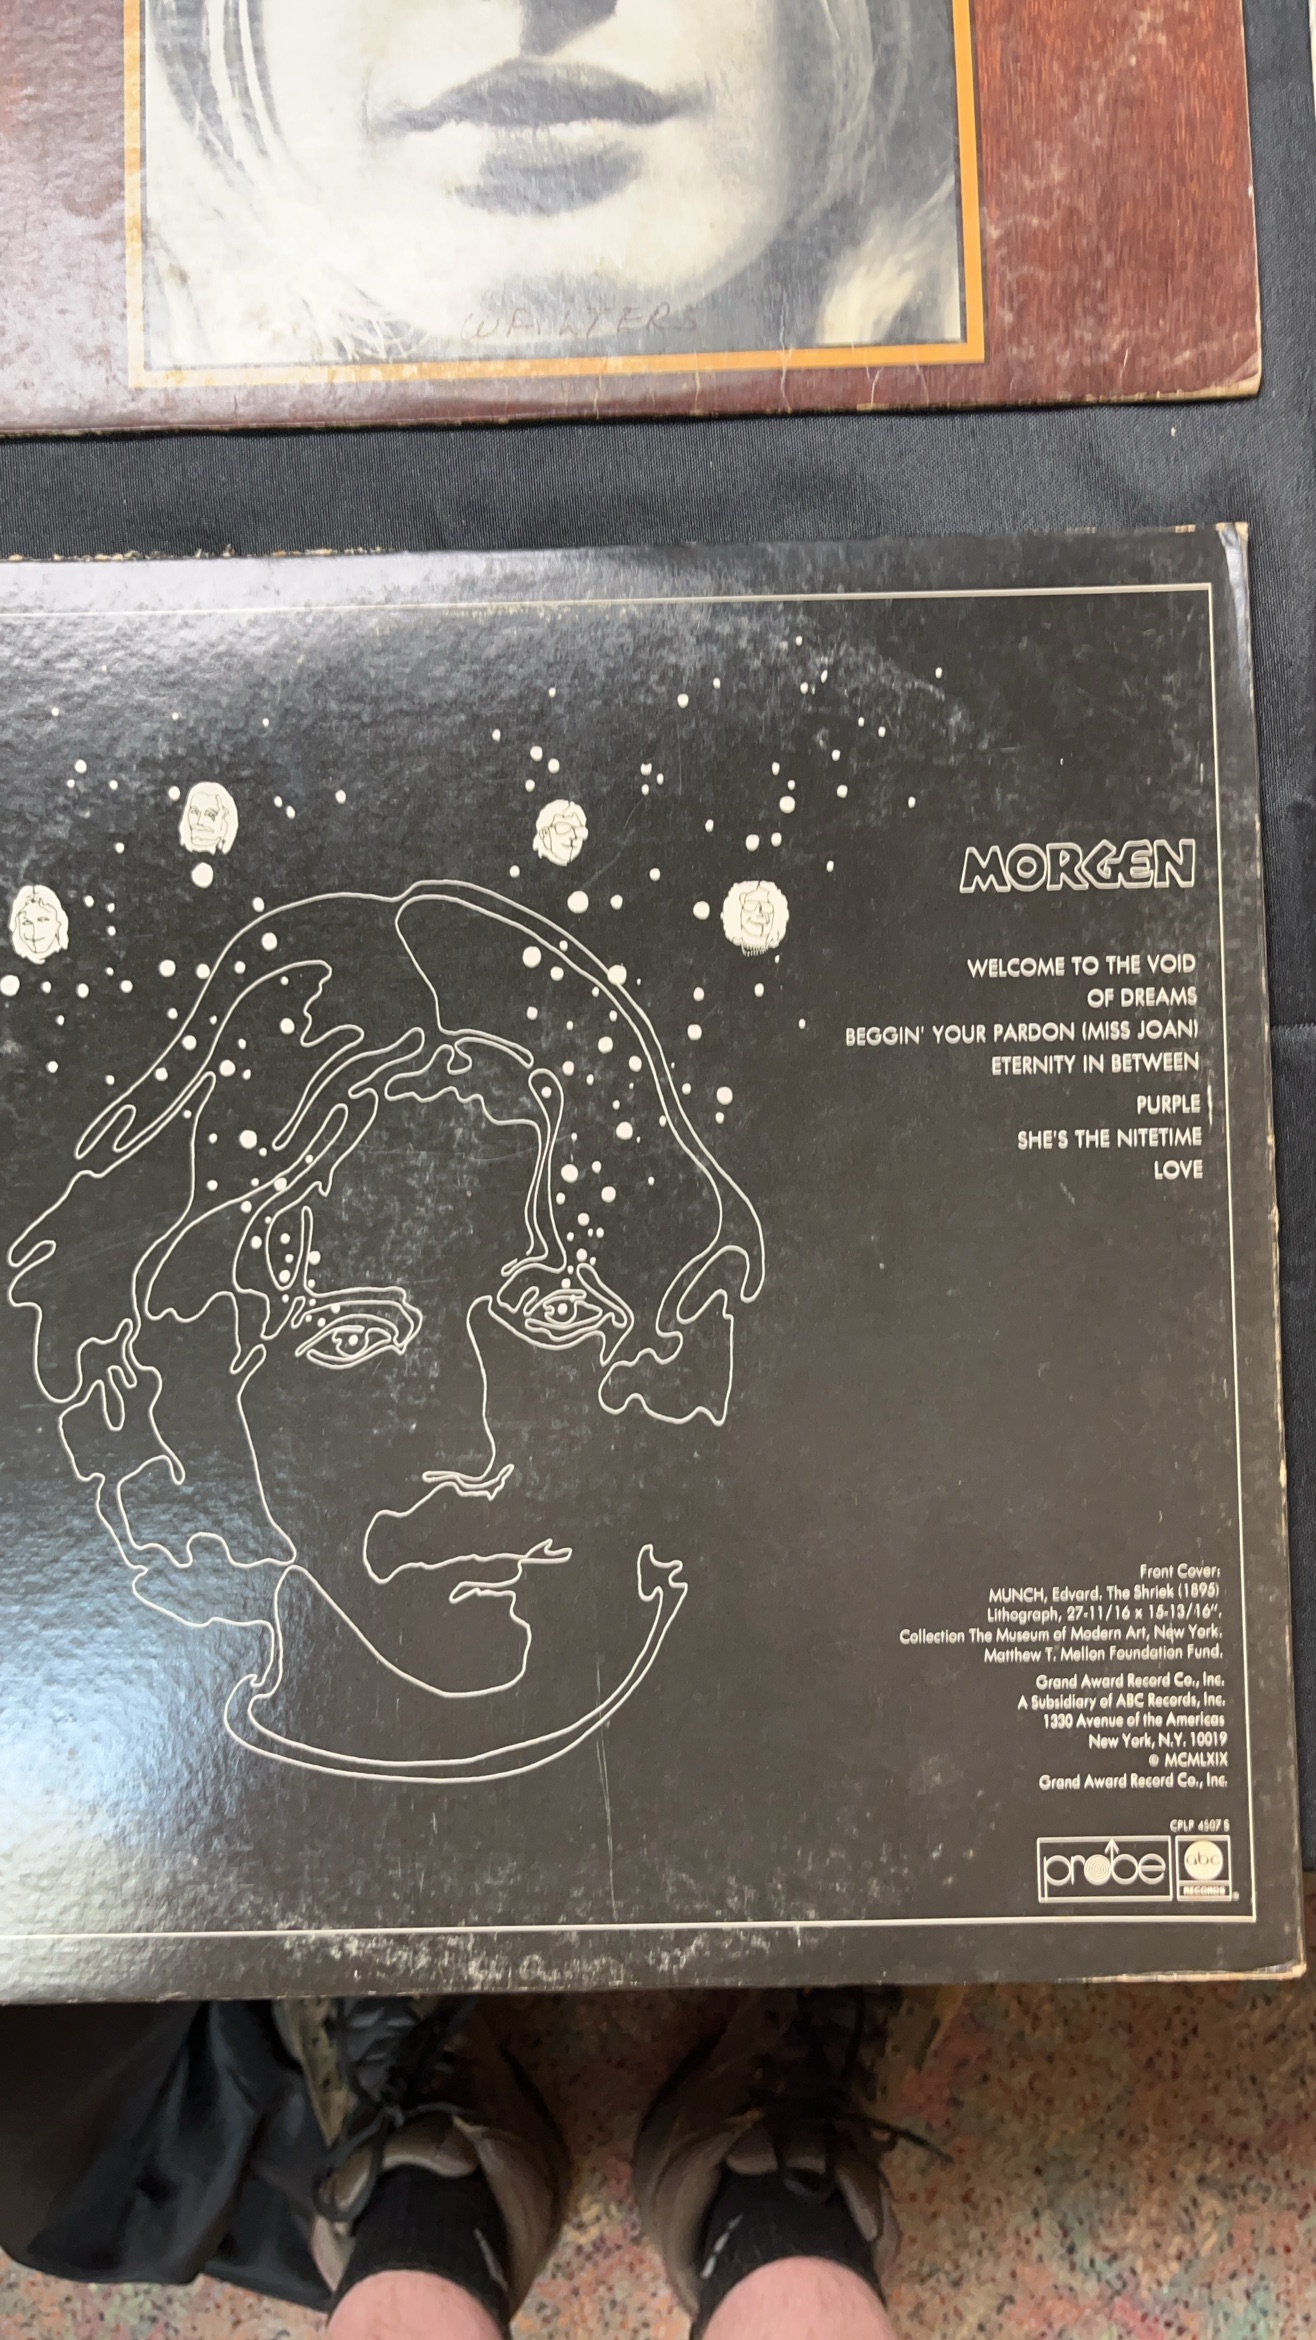 WALTERS
MORGEN
WELCOME TO THE VOID
OF DREAMS
BEGGIN' YOUR PARDON (MISS JOAN)
ETERNITY IN BETWEEN
PURPLE
SHE'S THE NITETIME
LOVE
Front Cover:
MUNCH, Edvard. The Shriek (1895)
Lithograph, 27-11/16 x 15-13/16".
Collection The Museum of Modern Art, New York.
Matthew T. Mellon Foundation Fund.
Grand Award Record Co., Inc.
A Subsidiary of ABC Records, Inc.
1330 Avenue of the Americas
New York, N.Y. 10019
© MCMLXIX
Grand Award Record Co., Inc.
CPLP 4507 S
probe
abc
RECORDS